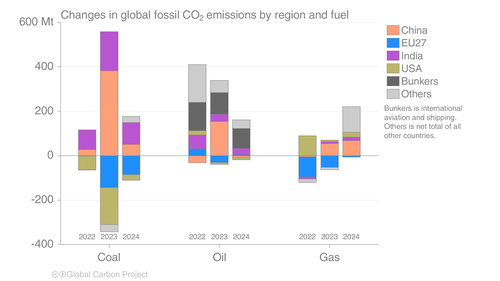 Changes in global fossil CO₂ emissions by region and fuel
600 Mt
400
200
0
-200
-400
2022 2023 2024 2022 2023 2024 2022 2023 2024
Coal Oil Gas
China
EU27
India
USA
Bunkers
Others
Bunkers is international
aviation and shipping.
Others is net total of all
other countries.
Global Carbon Project